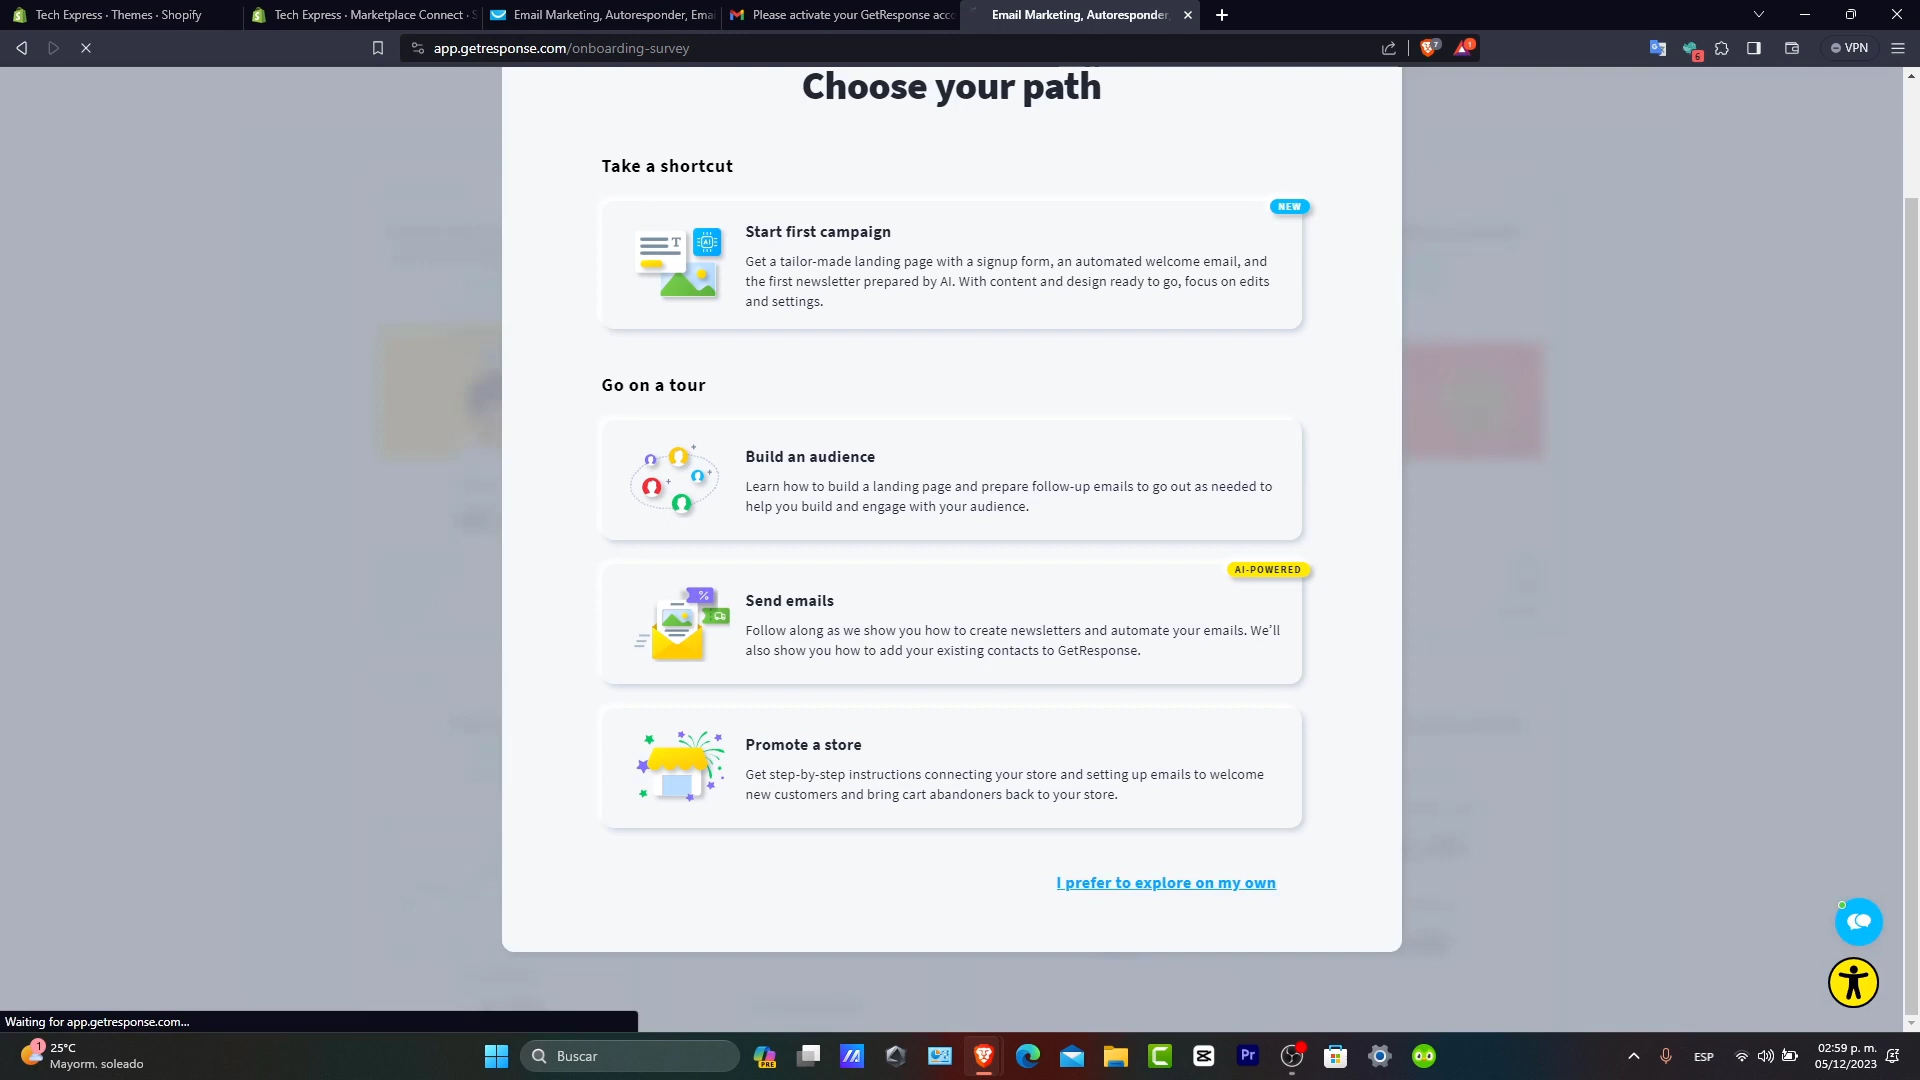 Tech Express · Themes · Shopify
Tech Express · Marketplace Connect · S
Email Marketing, Autoresponder, Emai
Please activate your GetResponse acco
Email Marketing, Autoresponder,
app.getresponse.com/onboarding-survey
7
1
6
VPN
Choose your path
Take a shortcut
NEW
Start first campaign
Get a tailor-made landing page with a signup form, an automated welcome email, and
the first newsletter prepared by AI. With content and design ready to go, focus on edits
and settings.
T
AI
Go on a tour
Build an audience
Learn how to build a landing page and prepare follow-up emails to go out as needed to
help you build and engage with your audience.
AI-POWERED
%
Send emails
Follow along as we show you how to create newsletters and automate your emails. We'll
also show you how to add your existing contacts to GetResponse.
Promote a store
Get step-by-step instructions connecting your store and setting up emails to welcome
new customers and bring cart abandoners back to your store.
I prefer to explore on my own
Waiting for app.getresponse.com...
1
25°C
Mayorm. soleado
Buscar
PRE
Pr
ESP
02:59 p. m.
05/12/2023